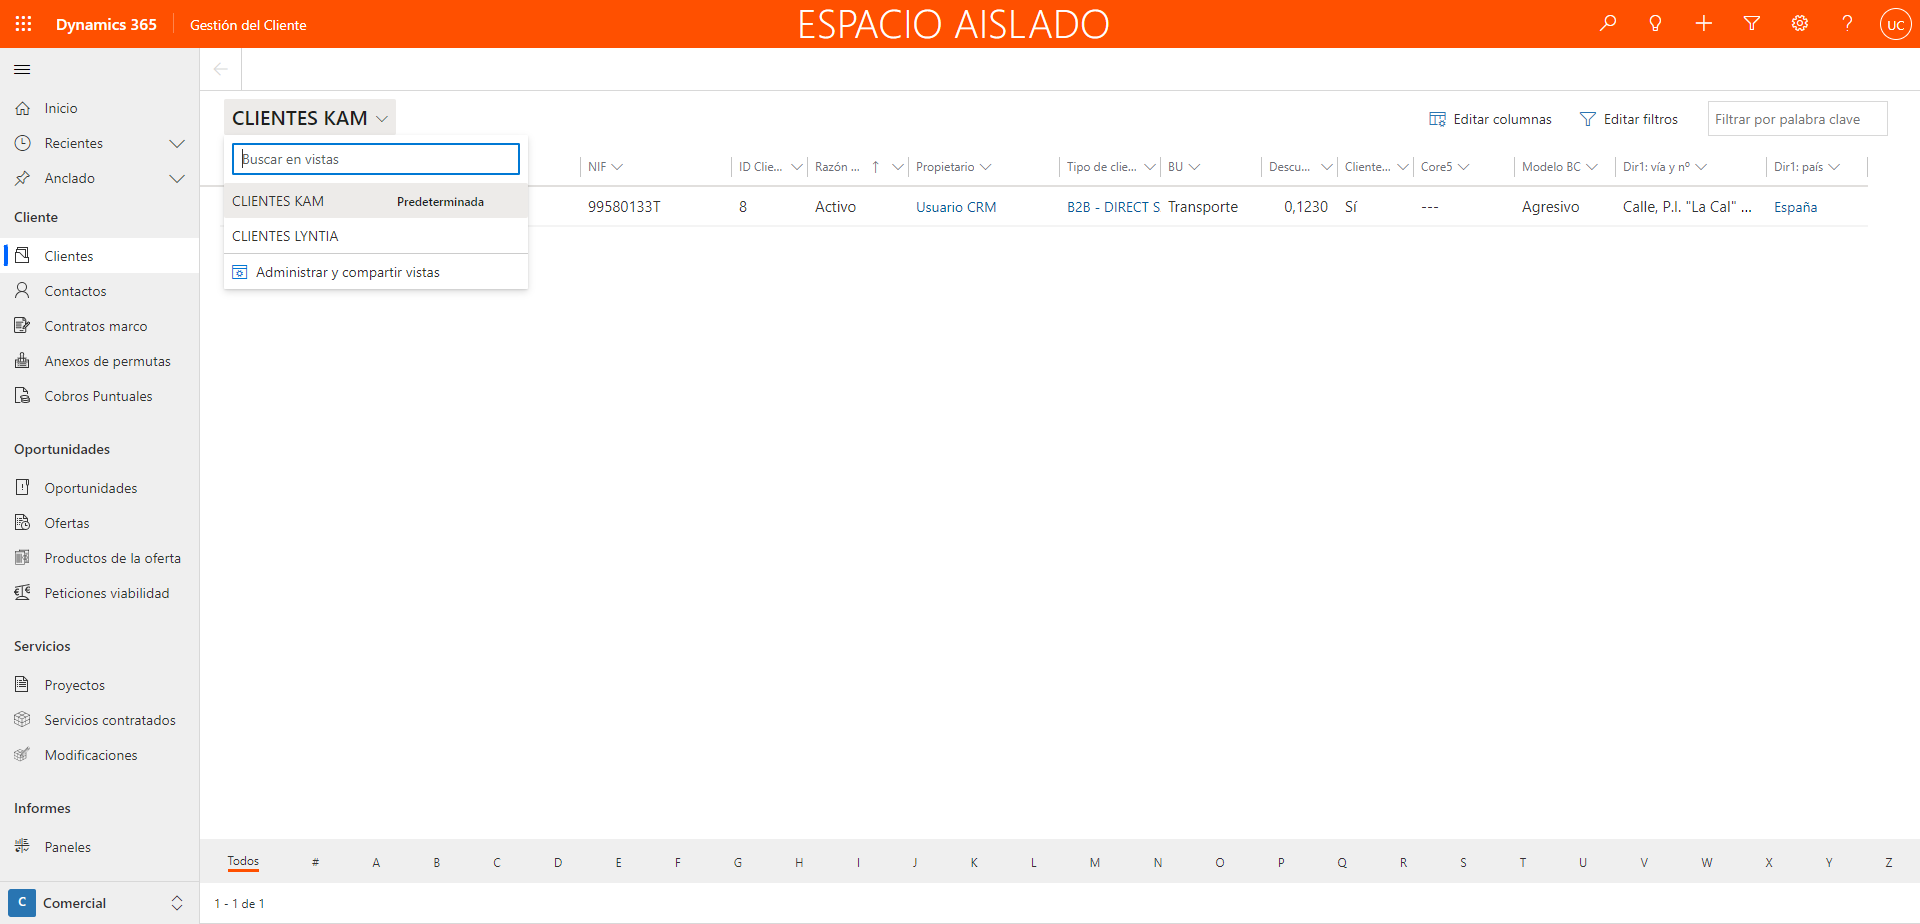 Dynamics 365
Gestión del Cliente
ESPACIO AISLADO
UC
Inicio
Recientes
Anclado
Cliente
Clientes
Contactos
Contratos marco
Anexos de permutas
Cobros Puntuales
Oportunidades
Oportunidades
Ofertas
Productos de la oferta
Peticiones viabilidad
Servicios
Proyectos
Servicios contratados
Modificaciones
Informes
Paneles
C Comercial
CLIENTES KAM
Editar columnas
Editar filtros
Filtrar por palabra clave
Buscar en vistas
CLIENTES KAM Predeterminada
CLIENTES LYNTIA
Administrar y compartir vistas
NIF ID Clie... Razón ... ↑ Propietario Tipo de clie... BU Descu... Cliente... Core5 Modelo BC Dir1: vía y nº Dir1: país
99580133T 8 Activo Usuario CRM B2B - DIRECT S Transporte 0,1230 Sí --- Agresivo Calle, P.I. "La Cal" ... España
Todos # A B C D E F G H I J K L M N O P Q R S T U V W X Y Z
1 - 1 de 1